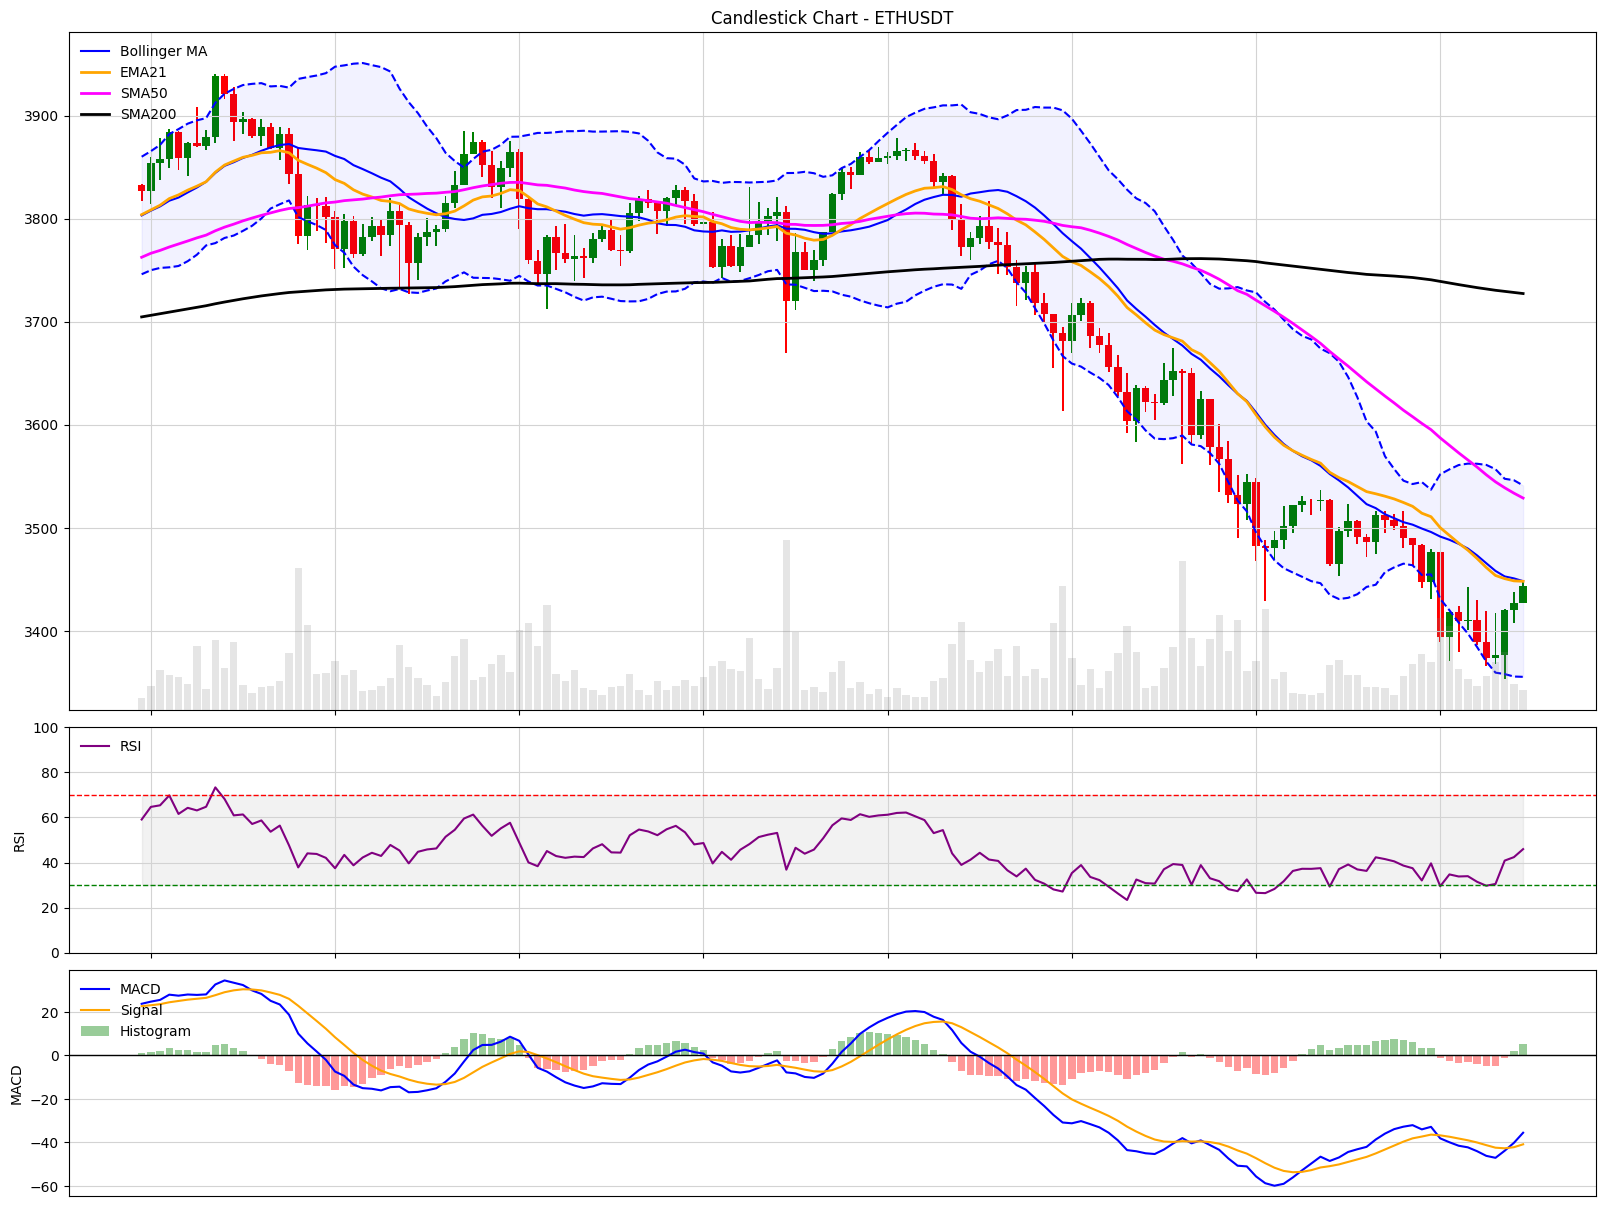 Candlestick Chart - ETHUSDT
Bollinger MA
EMA21
SMA50
SMA200
3900
3800
3700
3600
3500
3400
100
80
60
40
20
0
RSI
RSI
MACD
Signal
Histogram
20
0
−20
−40
−60
MACD